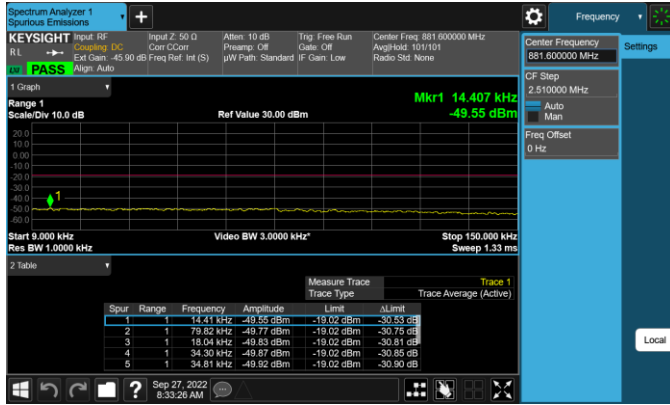 Spectrum Analyzer 1
Spurious Emissions
Frequency
KEYSIGHT Input: RF
Coupling: DC
Ext Gain: -45.90 dB
Align: Auto
RL
LW PASS
Input Z: 50 Ω
Corr CCorr
Freq Ref: Int (S)
Atten: 10 dB
Preamp: Off
µW Path: Standard
Trig: Free Run
Gate: Off
IF Gain: Low
Center Freq: 881.600000 MHz
Avg|Hold: 101/101
Radio Std: None
Center Frequency
881.600000 MHz
Settings
CF Step
2.510000 MHz
Auto
Man
Freq Offset
0 Hz
1 Graph
Range 1
Scale/Div 10.0 dB
Ref Value 30.00 dBm
Mkr1 14.407 kHz
-49.55 dBm
20.0
10.0
0.00
-10.0
-20.0
-30.0
-40.0
-50.0
-60.0
1
Start 9.000 kHz
Video BW 3.0000 kHz*
Stop 150.000 kHz
Res BW 1.0000 kHz
Sweep 1.33 ms
2 Table
Measure Trace Trace 1
Trace Type Trace Average (Active)
Spur Range Frequency Amplitude Limit ΔLimit
1 1 14.41 kHz -49.55 dBm -19.02 dBm -30.53 dB
2 1 79.82 kHz -49.77 dBm -19.02 dBm -30.75 dB
3 1 18.04 kHz -49.83 dBm -19.02 dBm -30.81 dB
4 1 34.30 kHz -49.87 dBm -19.02 dBm -30.85 dB
5 1 34.81 kHz -49.92 dBm -19.02 dBm -30.90 dB
Local
Sep 27, 2022
8:33:26 AM